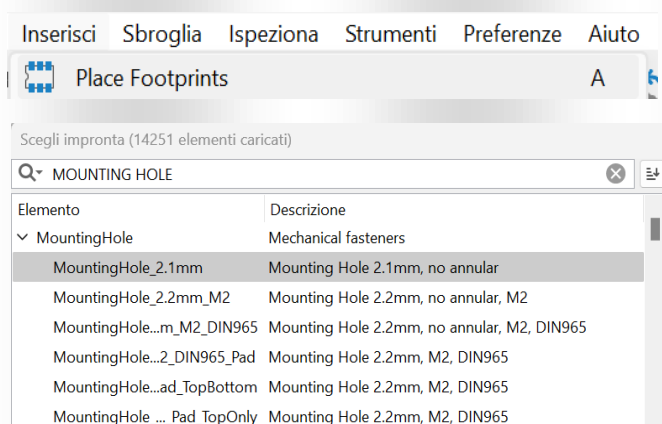 Inserisci Sbroglia Ispeziona Strumenti Preferenze Aiuto
Place Footprints A
Scegli impronta (14251 elementi caricati)
MOUNTING HOLE
Elemento Descrizione
MountingHole Mechanical fasteners
MountingHole_2.1mm Mounting Hole 2.1mm, no annular
MountingHole_2.2mm_M2 Mounting Hole 2.2mm, no annular, M2
MountingHole...m_M2_DIN965 Mounting Hole 2.2mm, no annular, M2, DIN965
MountingHole...2_DIN965_Pad Mounting Hole 2.2mm, M2, DIN965
MountingHole...ad_TopBottom Mounting Hole 2.2mm, M2, DIN965
MountingHole ... Pad TopOnly Mounting Hole 2.2mm, M2, DIN965